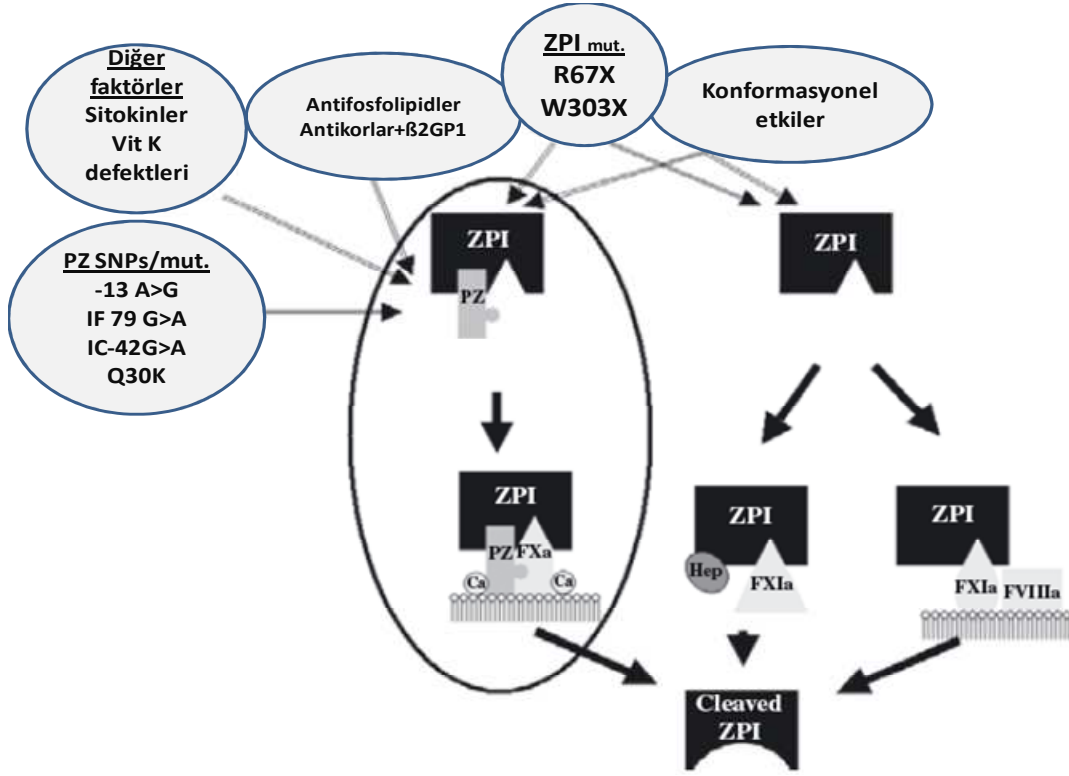 Diğer
faktörler
Sitokinler
Vit K
defektleri
Antifosfolipidler
Antikorlar+ß2GP1
ZPI mut.
R67X
W303X
Konformasyonel
etkiler
PZ SNPs/mut.
-13 A>G
IF 79 G>A
IC-42G>A
Q30K
ZPI
PZ
ZPI
ZPI
PZ
FXa
Ca
Ca
ZPI
Hep
FXIa
ZPI
FXIa
FVIIIa
Cleaved
ZPI